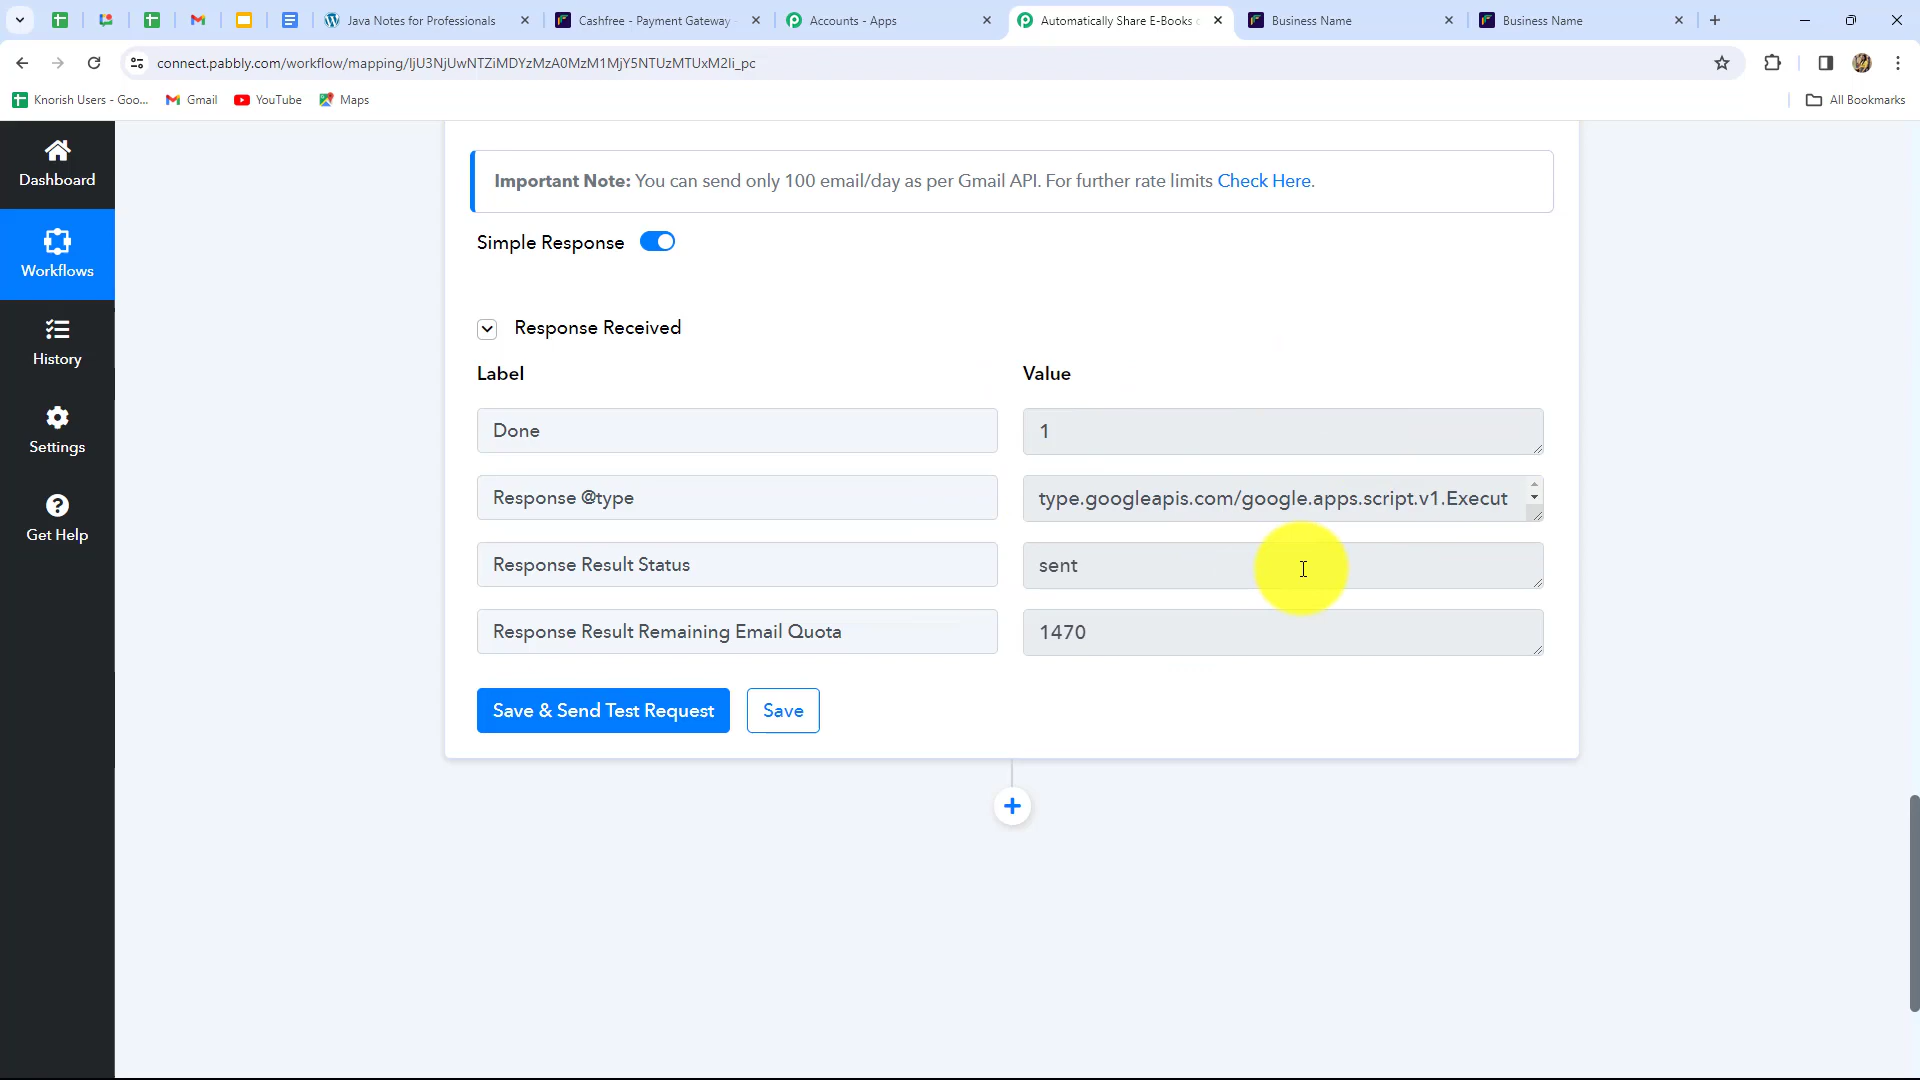 Java Notes for Professionals
Cashfree - Payment Gateway
Accounts - Apps
Automatically Share E-Books
Business Name
Business Name
connect.pabbly.com/workflow/mapping/IjU3NjUwNTZiMDYzMzA0MzM1MjY5NTUzMTUxM2Ii_pc
Knorish Users - Goo...
Gmail
YouTube
Maps
All Bookmarks
Dashboard
Workflows
History
Settings
Get Help
Important Note: You can send only 100 email/day as per Gmail API. For further rate limits Check Here.
Simple Response
Response Received
Label Value
Done 1
Response @type type.googleapis.com/google.apps.script.v1.Execut
Response Result Status sent
Response Result Remaining Email Quota 1470
Save & Send Test Request Save